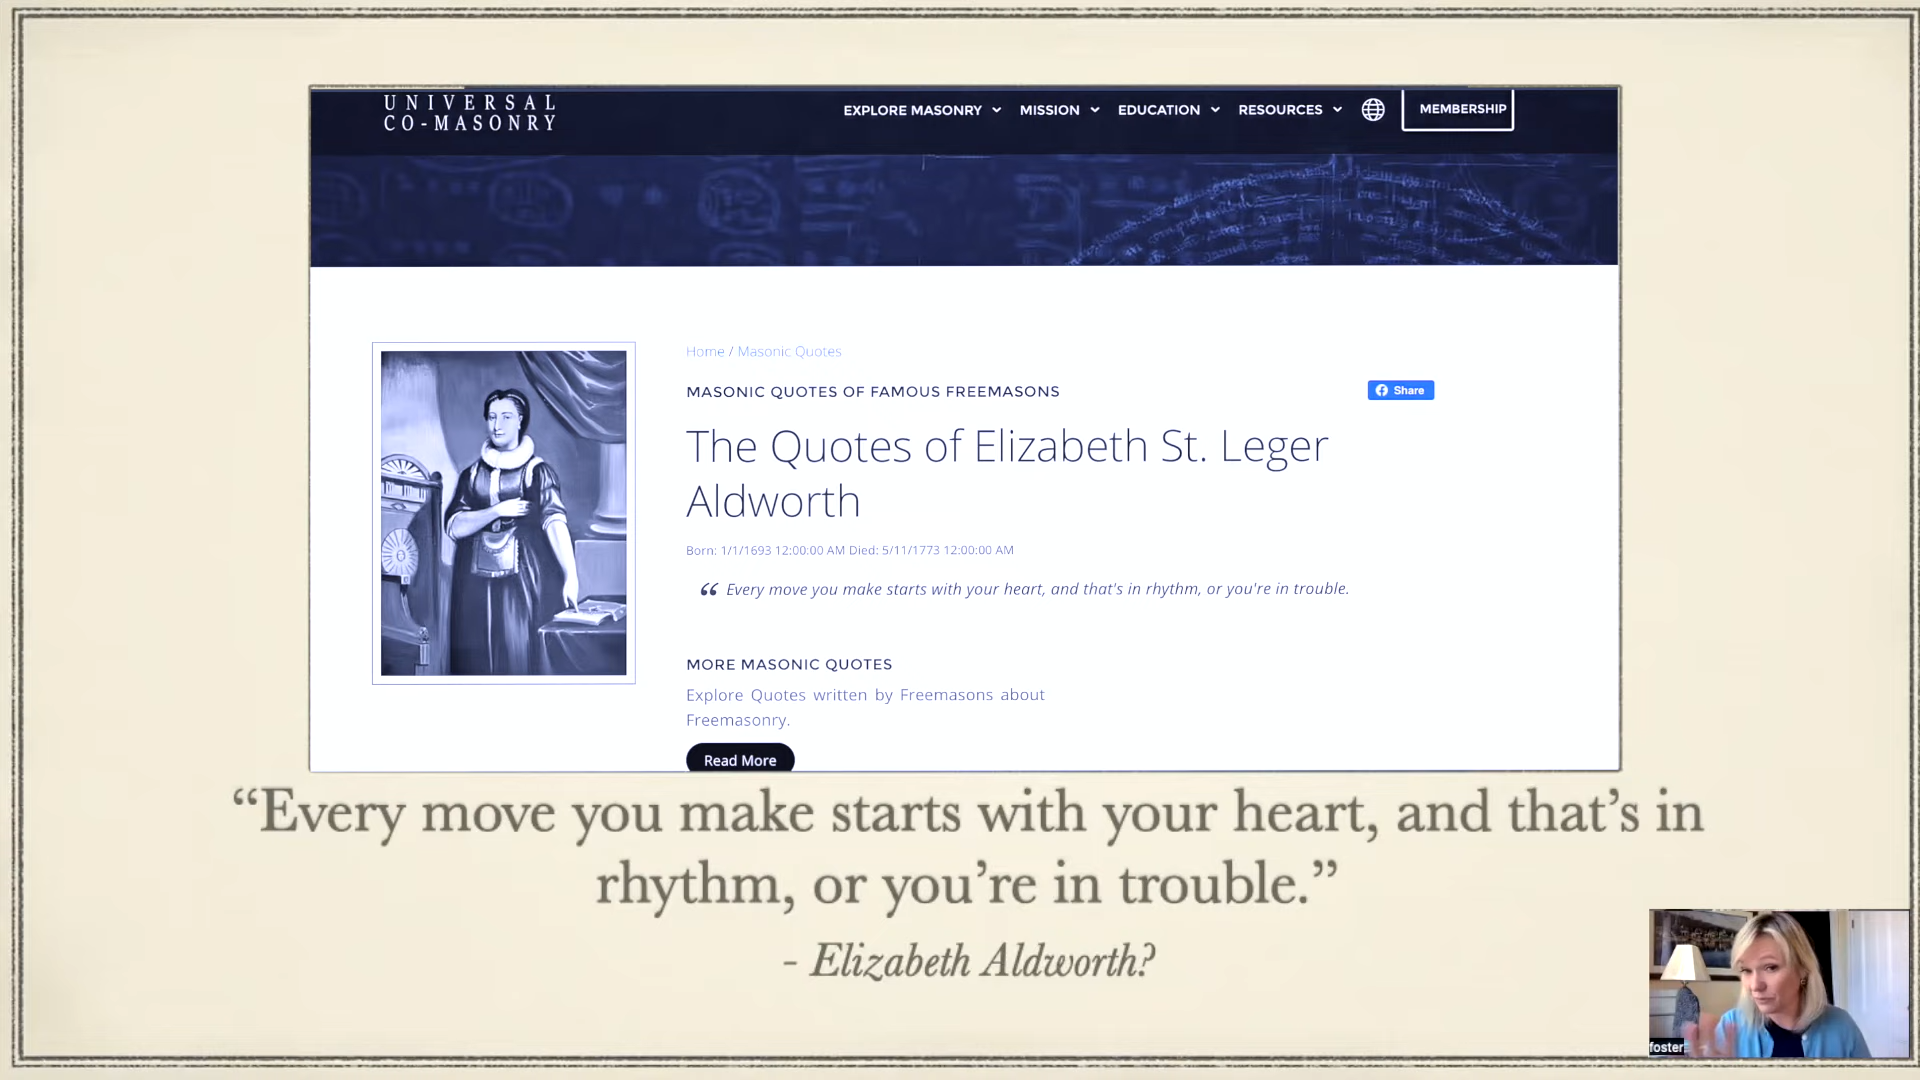 UNIVERSAL
CO-MASONRY
EXPLORE MASONRY MISSION EDUCATION RESOURCES MEMBERSHIP
Home / Masonic Quotes
MASONIC QUOTES OF FAMOUS FREEMASONS
Share
The Quotes of Elizabeth St. Leger
Aldworth
Born: 1/1/1693 12:00:00 AM Died: 5/11/1773 12:00:00 AM
“ Every move you make starts with your heart, and that's in rhythm, or you're in trouble.
MORE MASONIC QUOTES
Explore Quotes written by Freemasons about
Freemasonry.
Read More
“Every move you make starts with your heart, and that’s in
rhythm, or you’re in trouble.”
- Elizabeth Aldworth?
foster